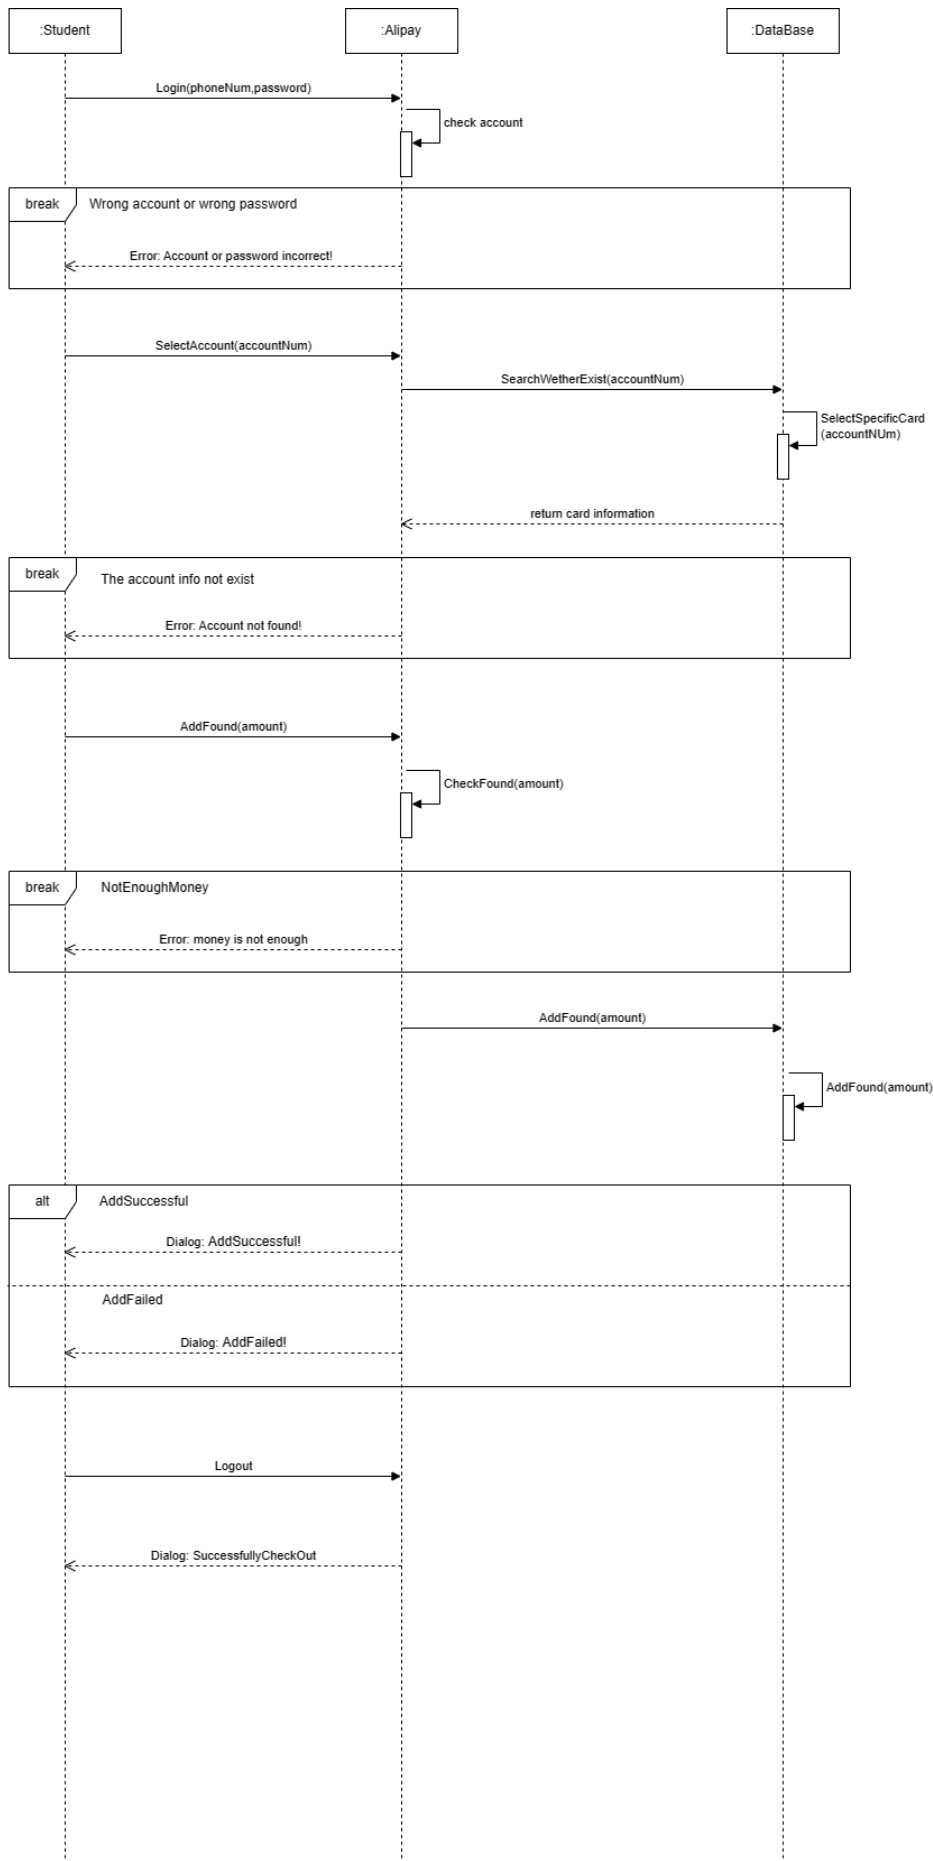 :Student
:Alipay
:DataBase
Login(phoneNum,password)
check account
break
Wrong account or wrong password
Error: Account or password incorrect!
SelectAccount(accountNum)
SearchWetherExist(accountNum)
SelectSpecificCard
(accountNUm)
return card information
break
The account info not exist
Error: Account not found!
AddFound(amount)
CheckFound(amount)
break
NotEnoughMoney
Error: money is not enough
AddFound(amount)
AddFound(amount)
alt
AddSuccessful
Dialog: AddSuccessful!
AddFailed
Dialog: AddFailed!
Logout
Dialog: SuccessfullyCheckOut